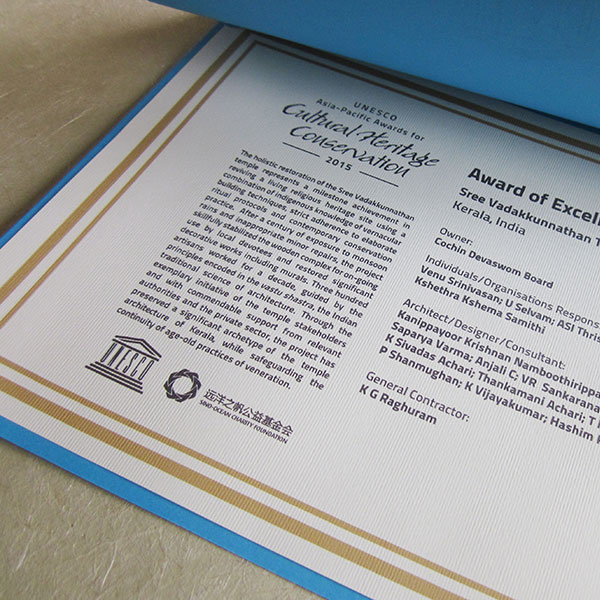 UNESCO
Asia-Pacific Awards for
Cultural Heritage
Conservation
2015
The holistic restoration of the Sree Vadakkunnathan
temple represents a milestone achievement in
reviving a living religious heritage site using a
combination of indigenous knowledge of vernacular
building techniques strict adherence to elaborate
ritual protocols and contemporary conservation
practice. After a century of exposure to monsoon
rains and inappropriate minor repairs, the project
skillfully stabilized the wooden complex for on-going
use by local devotees and restored significant
decorative works including murals. Three hundred
artisans worked for a decade, guided by the
principles encoded in the vastu shastra, the Indian
traditional science of architecture. Through the
exemplary initiative of the temple stakeholders
and with commendable support from relevant
authorities and the private sector, the project has
preserved a significant archetype of the temple
architecture of Kerala, while safeguarding the
continuity of age-old practices of veneration.
UNESCO
远洋之帆公益基金会
SINO-OCEAN CHARITY FOUNDATION
Award of Excell
Sree Vadakkunnathan T
Kerala, India
Owner:
Cochin Devaswom Board
Individuals/Organisations Respons
Venu Srinivasan; U Selvam; ASI Thris
Kshethra Kshema Samithi
Architect/Designer/Consultant:
Kanippayoor Krishnan Namboothirippa
Sapanya Varma; Anjali C; VR Sankarana
K Sivadas Achari; Thankamani Achari; T
P Shanmughan; K Vijayakumar; Hashim
General Contractor:
K G Raghuram